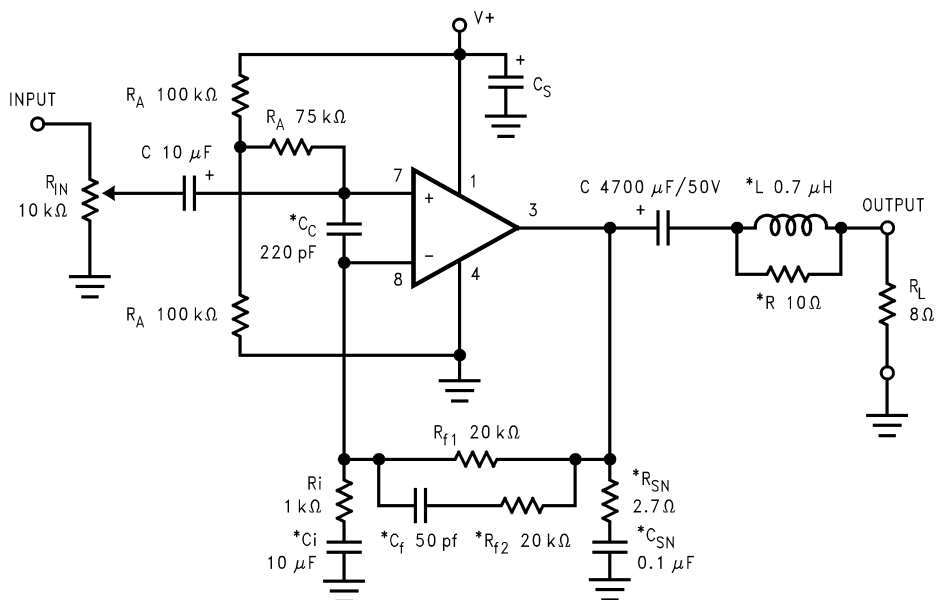 V+
+
C_S
INPUT
R_A 100 kΩ
R_A 75 kΩ
C 10 μF
+
R_IN
10 kΩ
*C_C
220 pF
7
+
1
3
8
−
4
C 4700 μF/50V
+
*L 0.7 μH
OUTPUT
*R 10Ω
R_L
8Ω
R_A 100 kΩ
R_f1 20 kΩ
Ri
1 kΩ
*Ci
10 μF
*C_f 50 pf
*R_f2 20 kΩ
*R_SN
2.7Ω
*C_SN
0.1 μF